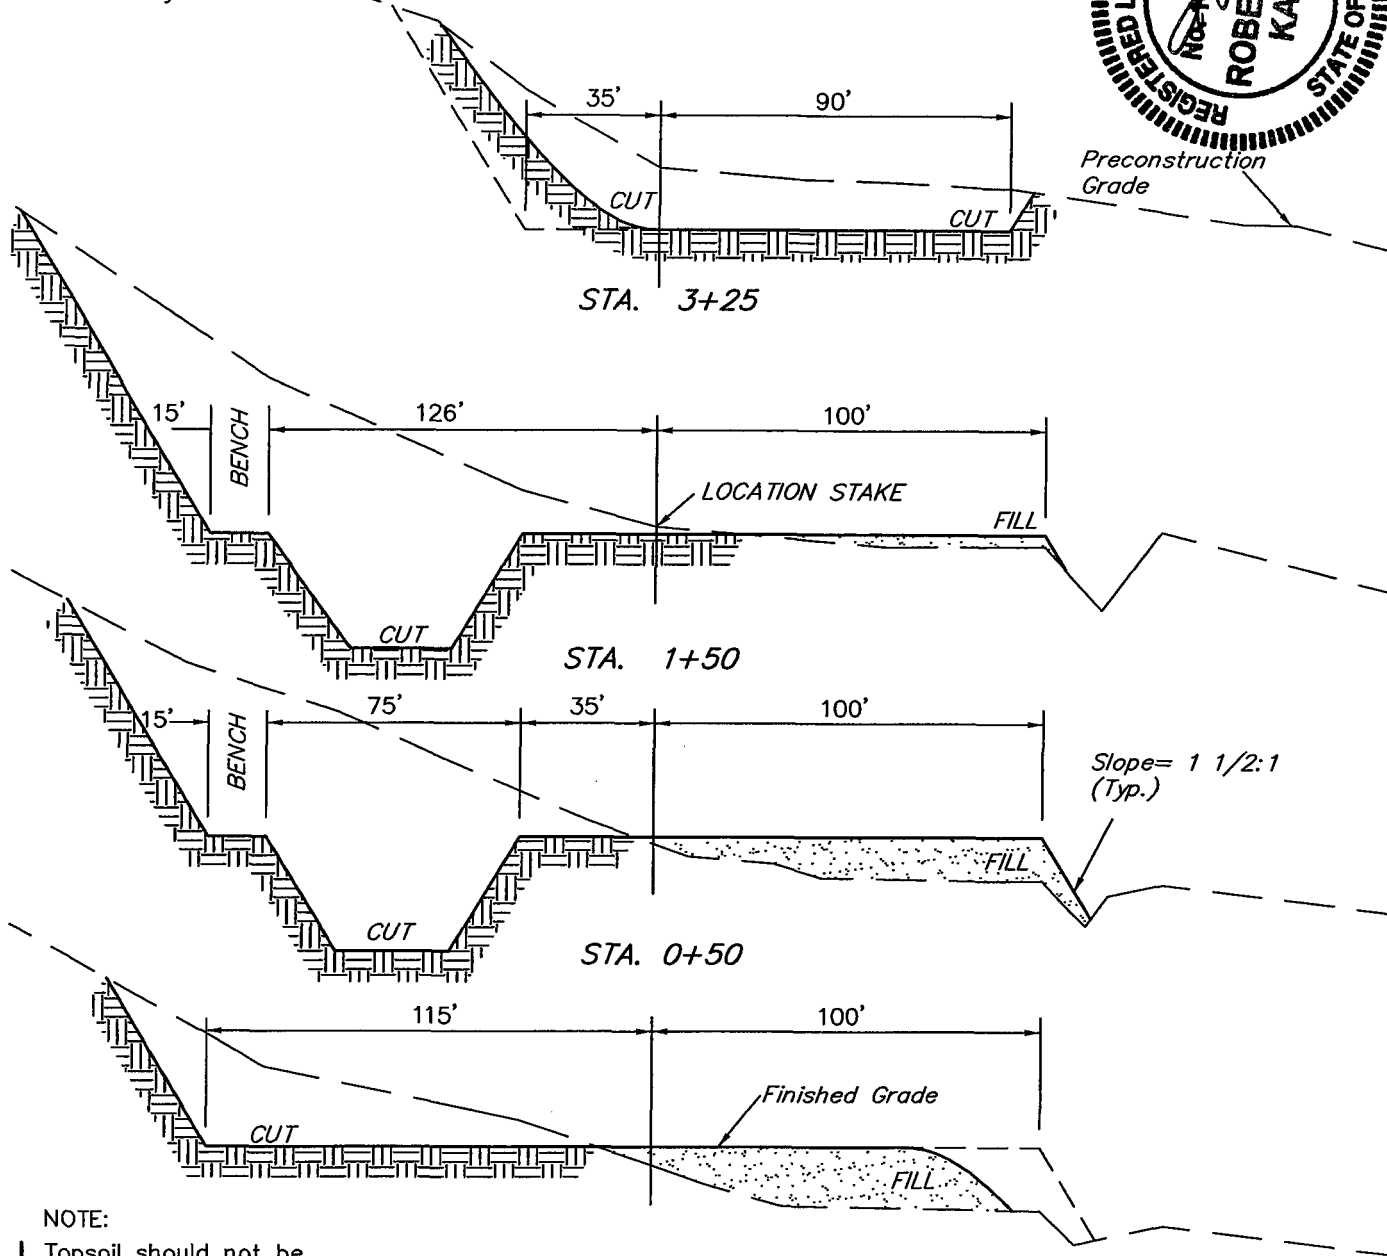 REGISTERED L
No.
ROBE
KA
STATE OF
35'
90'
Preconstruction
Grade
CUT
CUT
STA. 3+25
15'
BENCH
126'
100'
LOCATION STAKE
FILL
CUT
STA. 1+50
15'
BENCH
75'
35'
100'
Slope= 1 1/2:1
(Typ.)
FILL
CUT
STA. 0+50
115'
100'
Finished Grade
CUT
FILL
NOTE:
Topsoil should not be